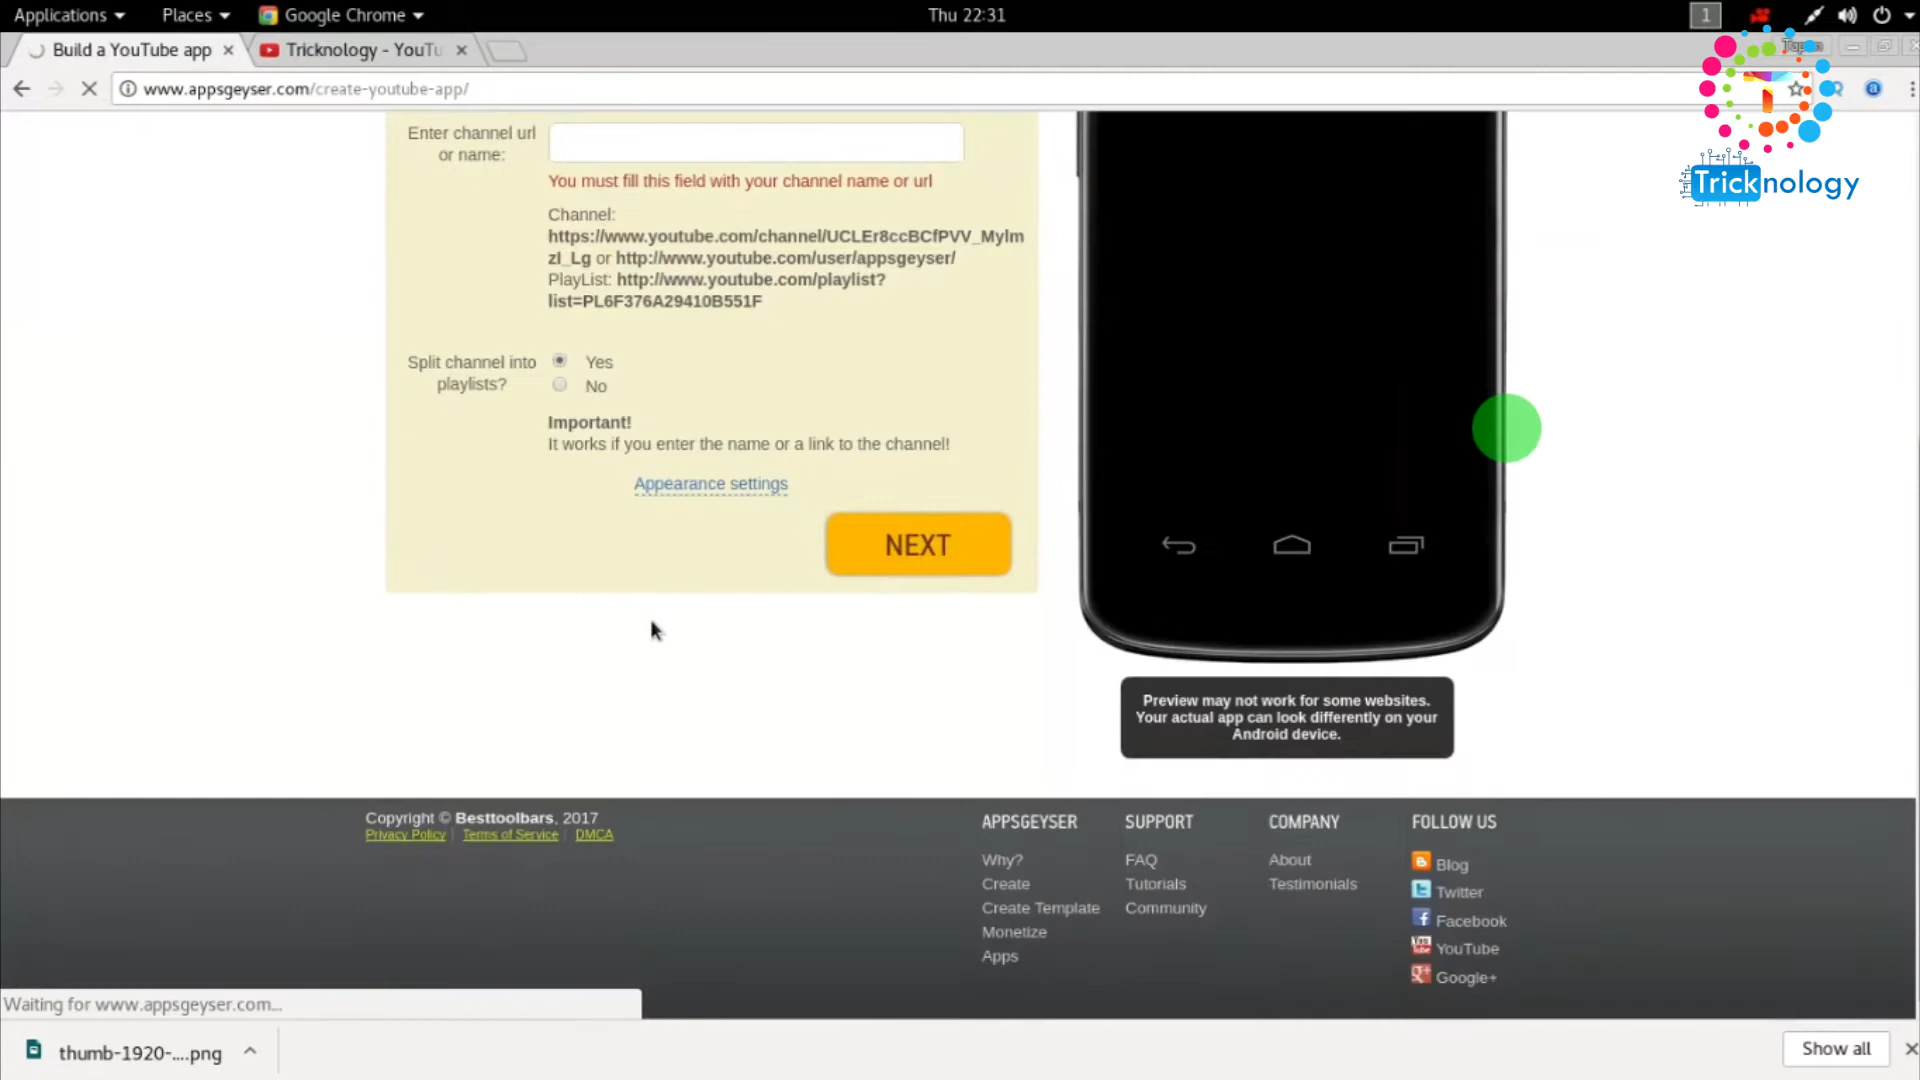 Applications
Places
Google Chrome
Thu 22:31
1
Build a YouTube app
Tricknology - YouTu
www.appsgeyser.com/create-youtube-app/
Tricknology
Enter channel url
or name:
You must fill this field with your channel name or url
Channel:
https://www.youtube.com/channel/UCLEr8ccBCfPVV_MyIm
zI_Lg or http://www.youtube.com/user/appsgeyser/
PlayList: http://www.youtube.com/playlist?
list=PL6F376A29410B551F
Split channel into
playlists?
Yes
No
Important!
It works if you enter the name or a link to the channel!
Appearance settings
NEXT
Preview may not work for some websites.
Your actual app can look differently on your
Android device.
Copyright © Besttoolbars, 2017
Privacy Policy
Terms of Service
DMCA
APPSGEYSER
Why?
Create
Create Template
Monetize
Apps
SUPPORT
FAQ
Tutorials
Community
COMPANY
About
Testimonials
FOLLOW US
Blog
Twitter
Facebook
YouTube
Google+
Waiting for www.appsgeyser.com...
thumb-1920-....png
Show all